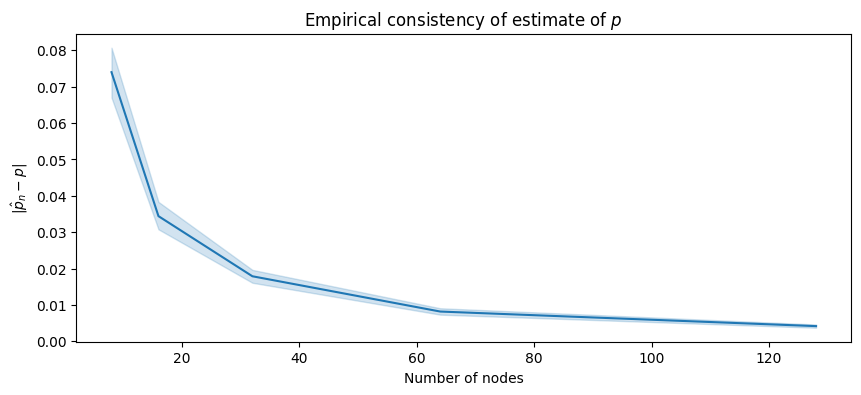 Empirical consistency of estimate of p
|p̂ₙ − p|
0.08
0.07
0.06
0.05
0.04
0.03
0.02
0.01
0.00
20 40 60 80 100 120
Number of nodes